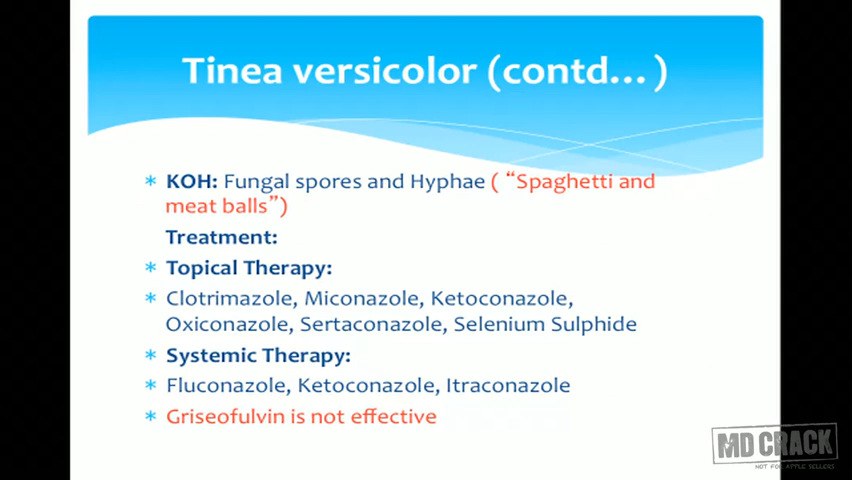 Tinea versicolor (contd...)
* KOH: Fungal spores and Hyphae ( “Spaghetti and
meat balls”)
Treatment:
* Topical Therapy:
* Clotrimazole, Miconazole, Ketoconazole,
Oxiconazole, Sertaconazole, Selenium Sulphide
* Systemic Therapy:
* Fluconazole, Ketoconazole, Itraconazole
* Griseofulvin is not effective
MD CRACK
NOT FOR APPLE SELLERS